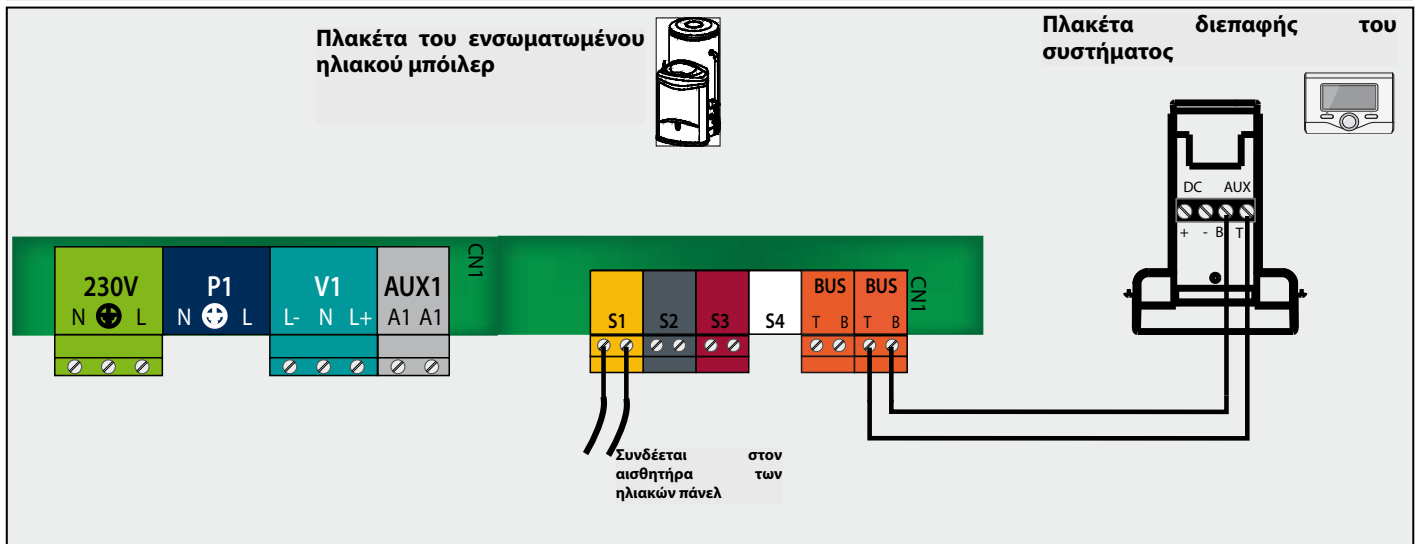 Πλακέτα του ενσωματωμένου
ηλιακού μπόιλερ
Πλακέτα διεπαφής του
συστήματος
DC AUX
+ - B T
230V P1 V1 AUX1 CN1
N L N L L- N L+ A1 A1
S1 S2 S3 S4 BUS BUS CN1
T B T B
Συνδέεται στον
αισθητήρα των
ηλιακών πάνελ